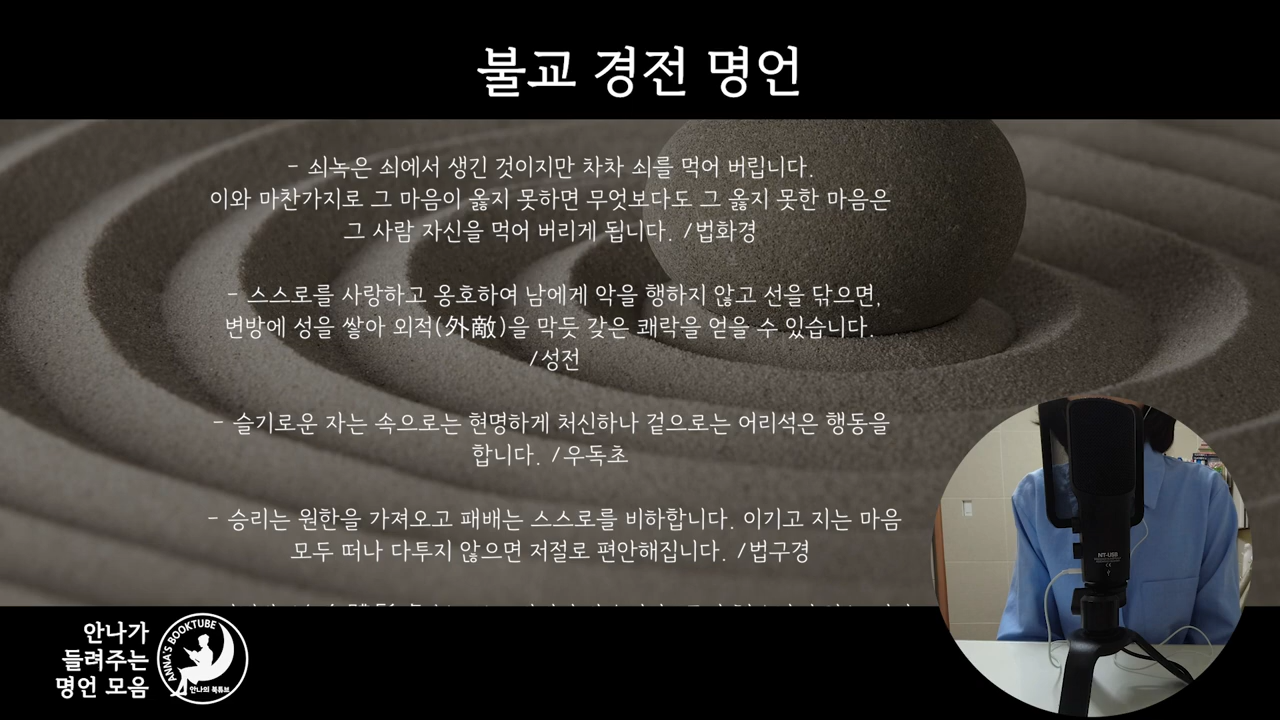 불교 경전 명언
- 쇠녹은 쇠에서 생긴 것이지만 차차 쇠를 먹어 버립니다.
이와 마찬가지로 그 마음이 옳지 못하면 무엇보다도 그 옳지 못한 마음은
그 사람 자신을 먹어 버리게 됩니다. /법화경
- 스스로를 사랑하고 옹호하여 남에게 악을 행하지 않고 선을 닦으면,
변방에 성을 쌓아 외적(外敵)을 막듯 갖은 쾌락을 얻을 수 있습니다.
/성전
- 슬기로운 자는 속으로는 현명하게 처신하나 겉으로는 어리석은 행동을
합니다. /우독초
- 승리는 원한을 가져오고 패배는 스스로를 비하합니다. 이기고 지는 마음
모두 떠나 다투지 않으면 저절로 편안해집니다. /법구경
안나가
들려주는
명언 모음
ANNA'S BOOKTUBE
안나의 북튜브
NT-USB